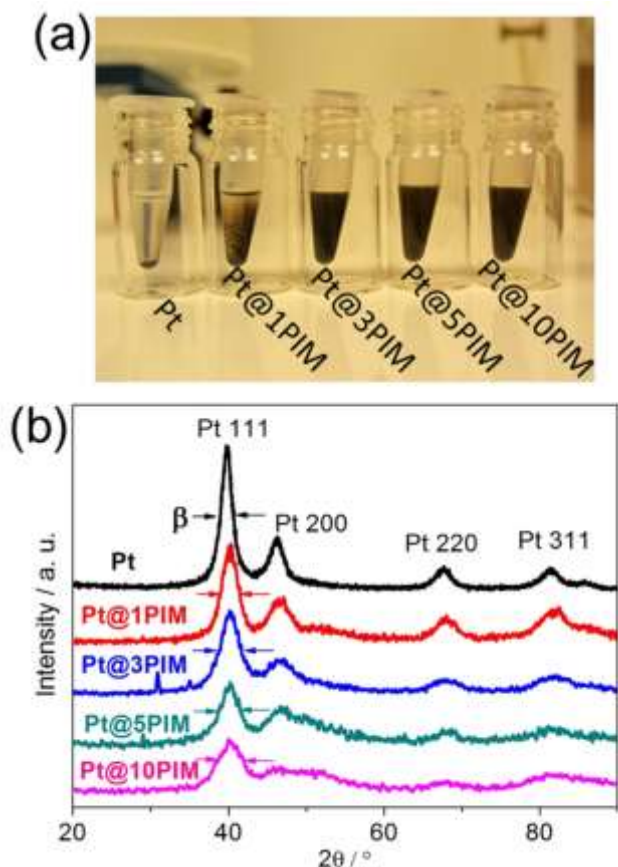 (a)
Pt
Pt@1PIM
Pt@3PIM
Pt@5PIM
Pt@10PIM
(b)
Pt 111
β
Pt 200
Pt 220
Pt 311
Pt
Pt@1PIM
Pt@3PIM
Pt@5PIM
Pt@10PIM
Intensity / a. u.
20 40 60 80
2θ / °